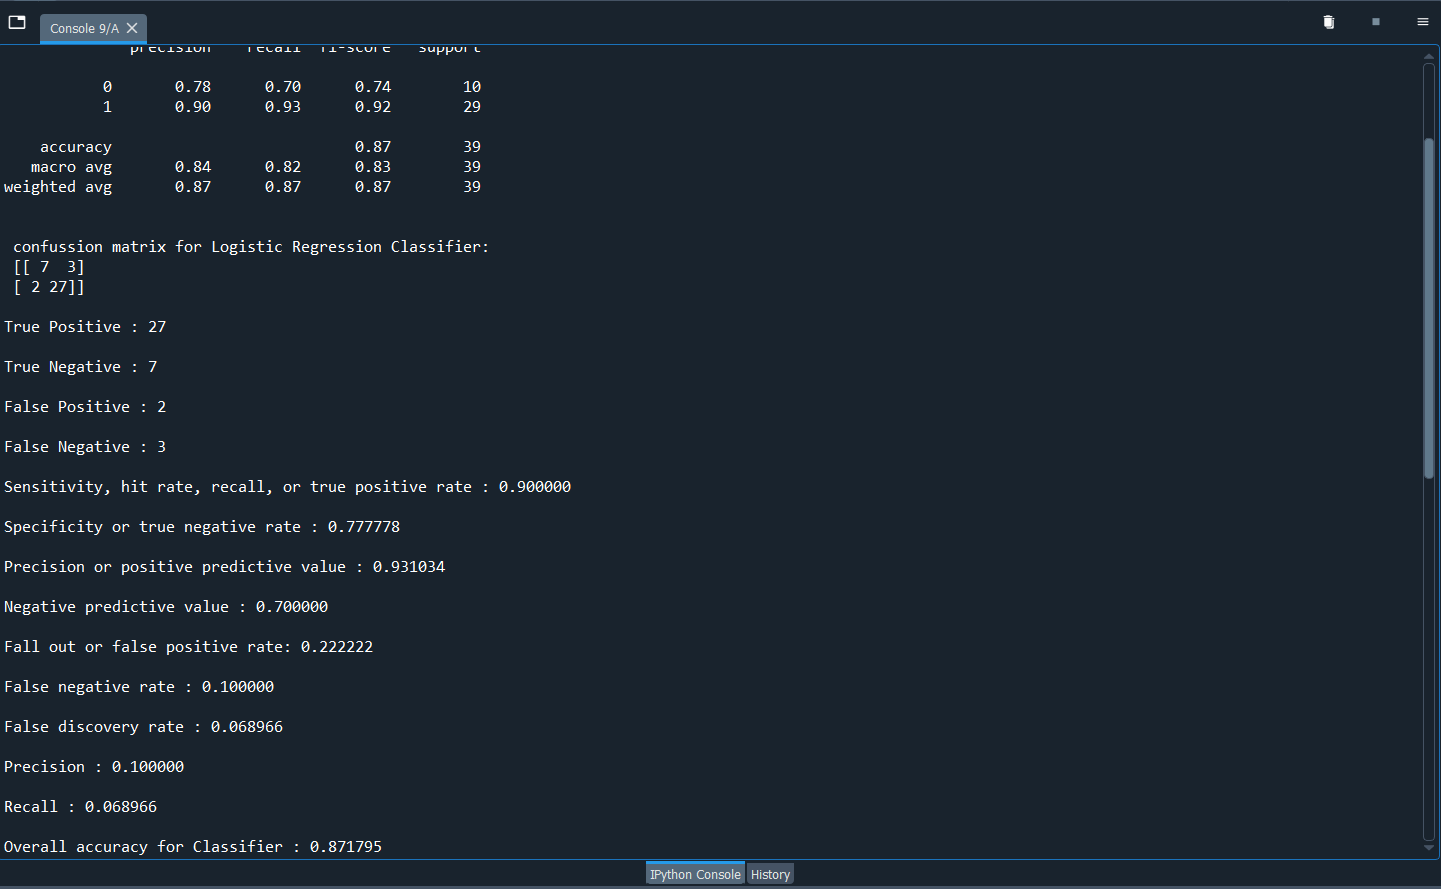 Console 9/A
precision recall f1-score support
0 0.78 0.70 0.74 10
1 0.90 0.93 0.92 29
accuracy 0.87 39
macro avg 0.84 0.82 0.83 39
weighted avg 0.87 0.87 0.87 39
confussion matrix for Logistic Regression Classifier:
[[ 7 3]
[ 2 27]]
True Positive : 27
True Negative : 7
False Positive : 2
False Negative : 3
Sensitivity, hit rate, recall, or true positive rate : 0.900000
Specificity or true negative rate : 0.777778
Precision or positive predictive value : 0.931034
Negative predictive value : 0.700000
Fall out or false positive rate: 0.222222
False negative rate : 0.100000
False discovery rate : 0.068966
Precision : 0.100000
Recall : 0.068966
Overall accuracy for Classifier : 0.871795
IPython Console History